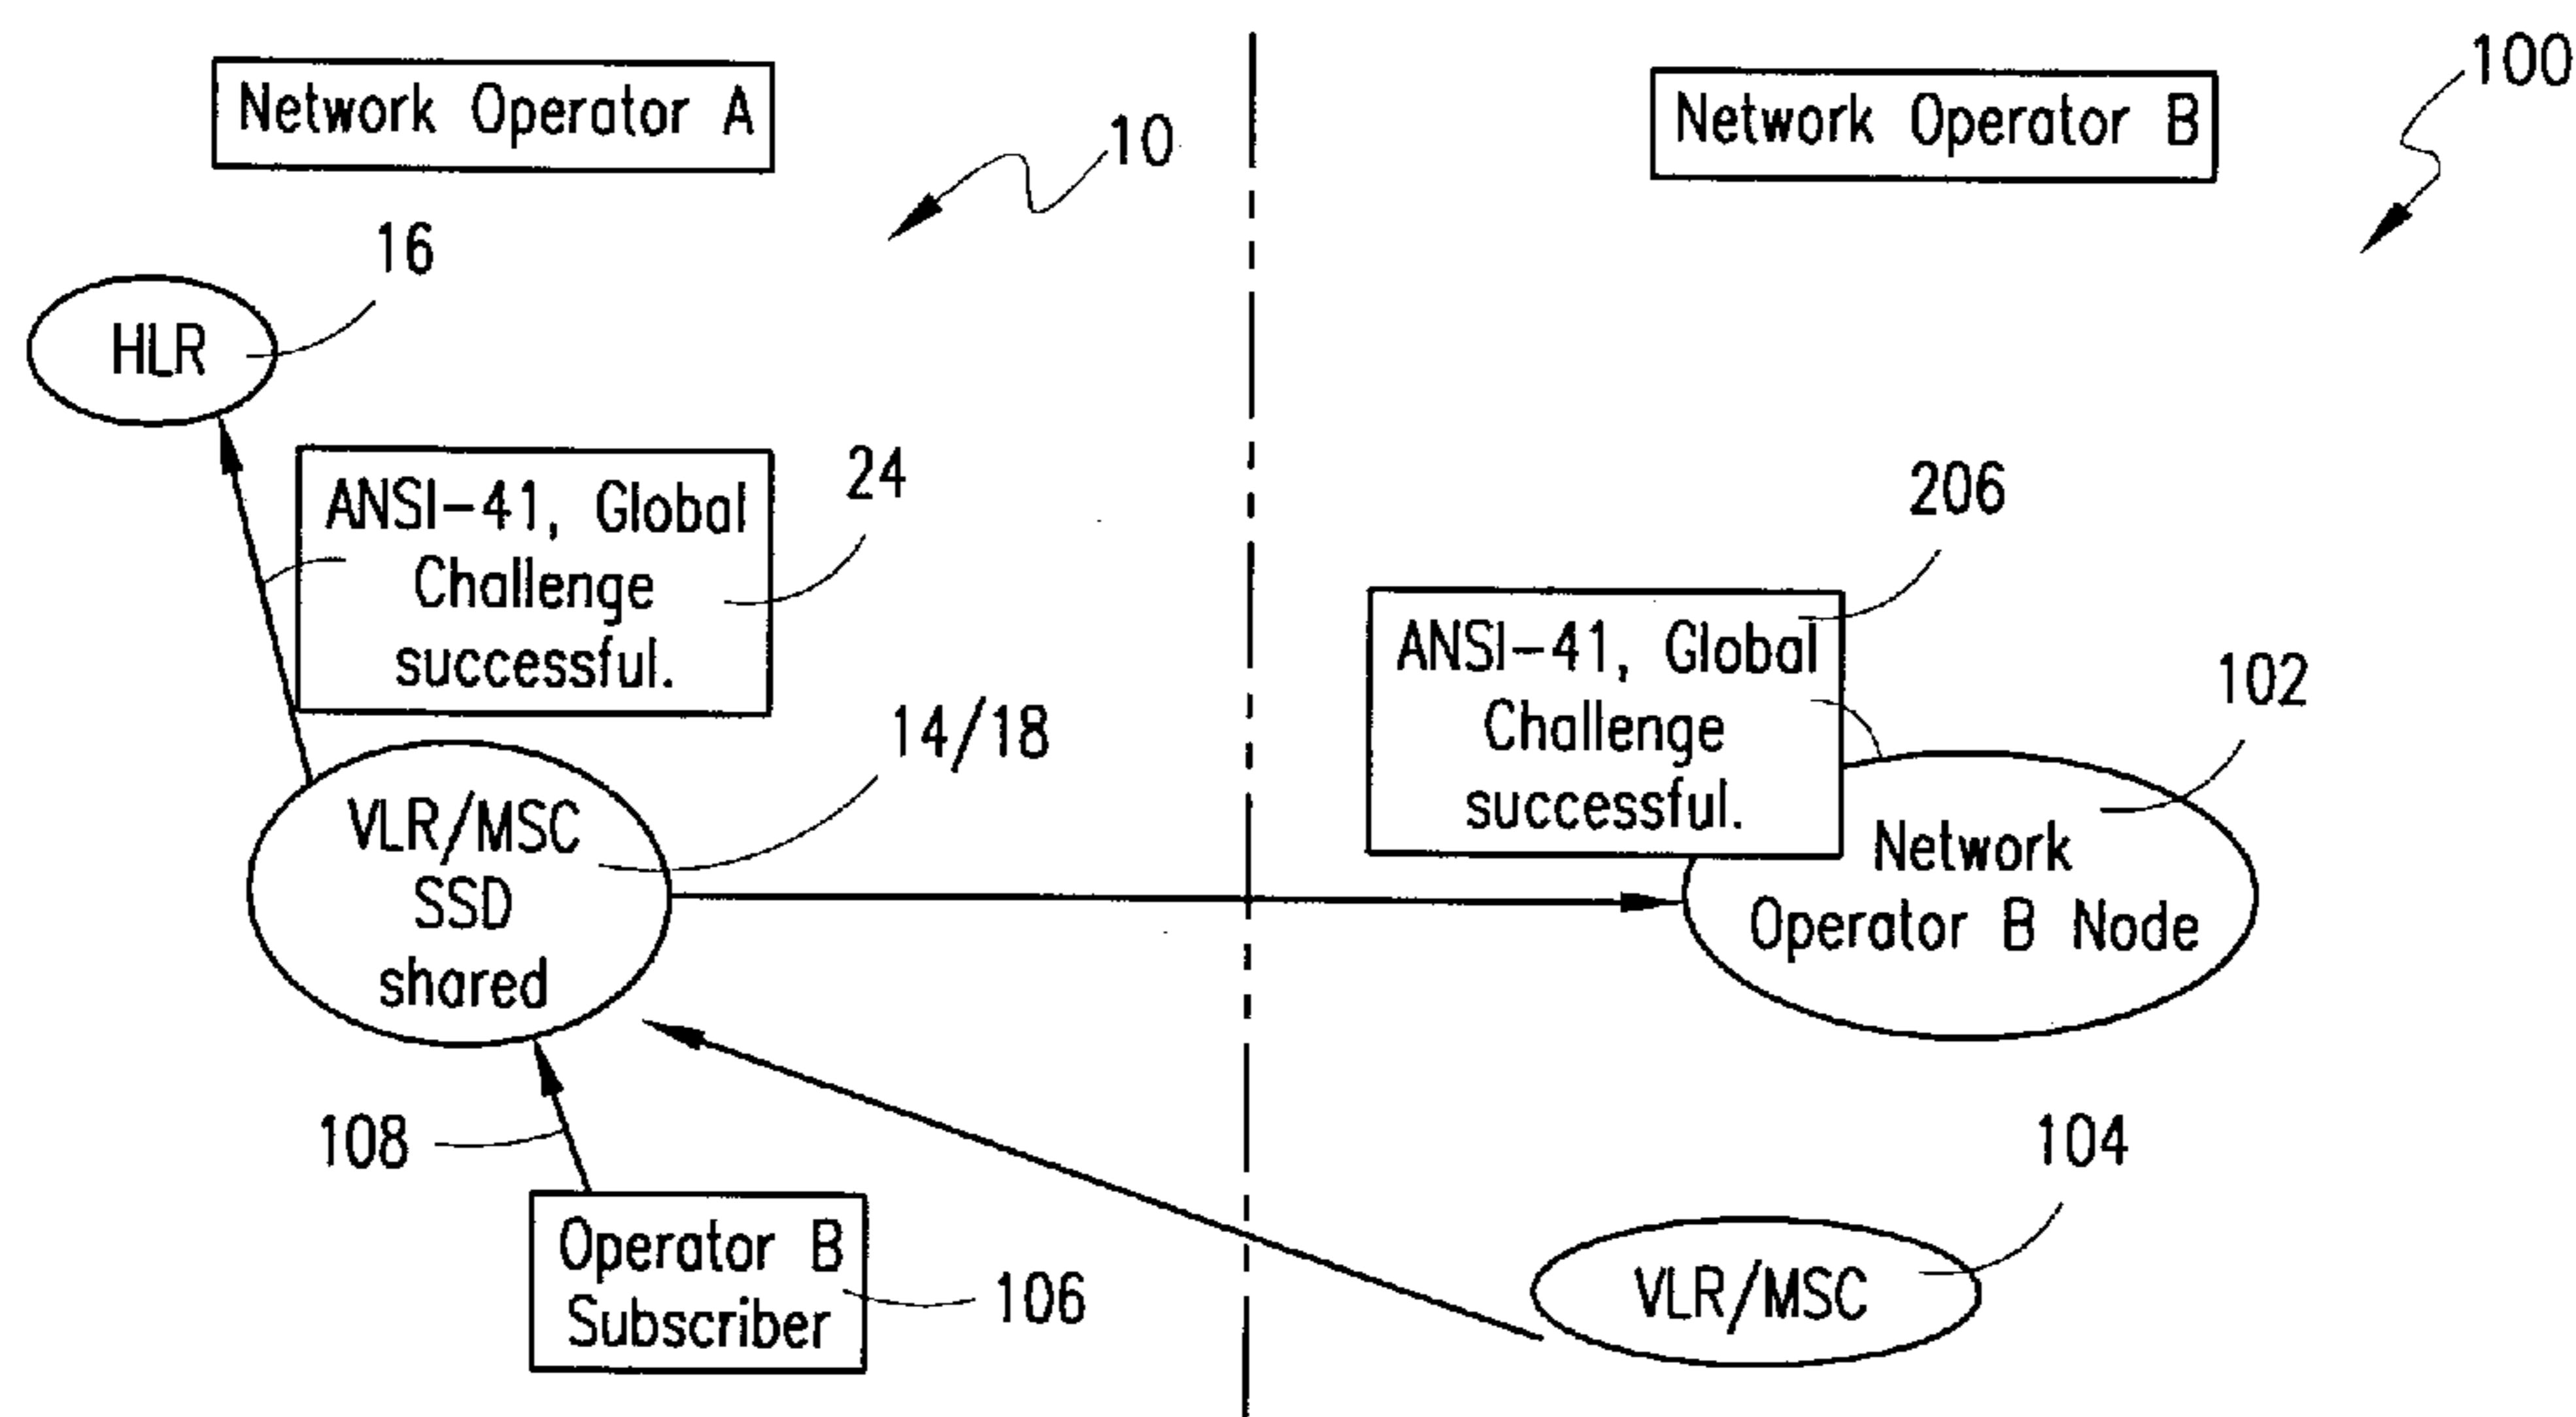 Network Operator A
Network Operator B
100
10
16
HLR
ANSI-41, Global
Challenge
successful.
24
206
ANSI-41, Global
Challenge
successful.
102
14/18
VLR/MSC
SSD
shared
Network
Operator B Node
108
104
Operator B
Subscriber
106
VLR/MSC